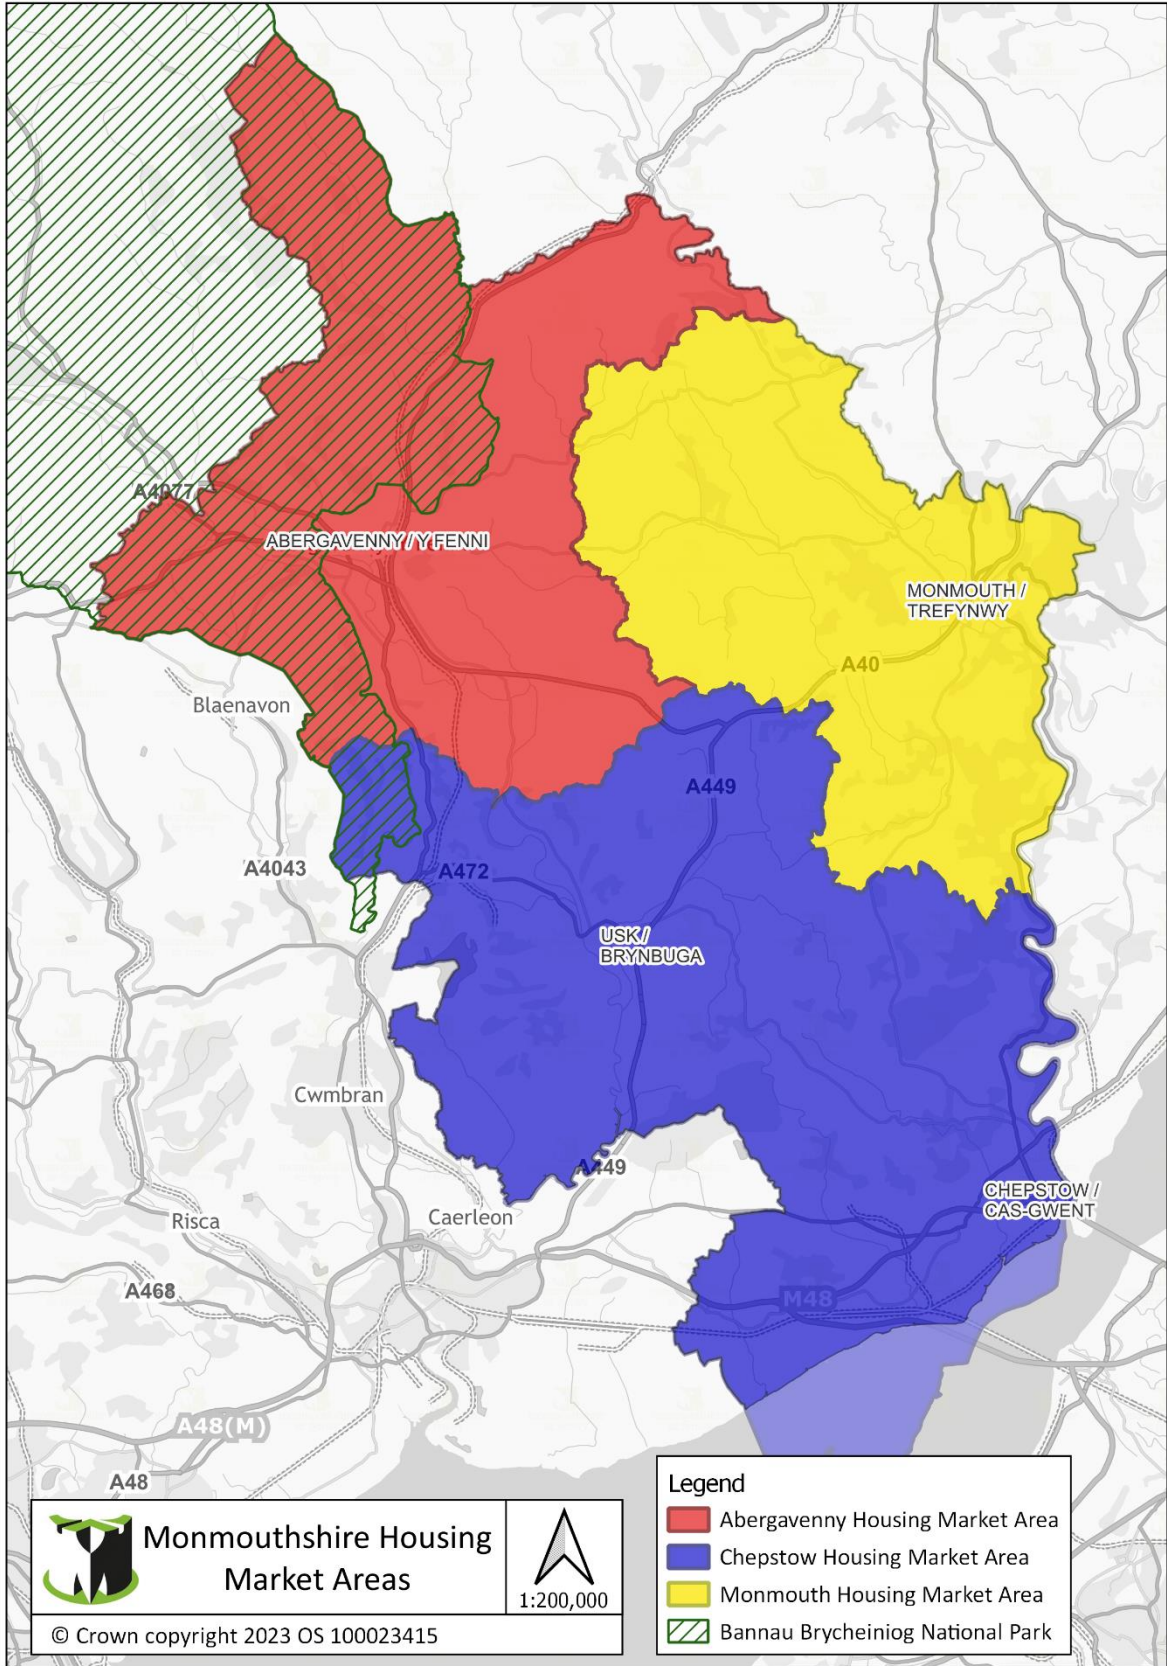 A4077
ABERGAVENNY / Y FENNI
MONMOUTH /
TREFYNWY
A40
Blaenavon
A449
A4043
A472
USK /
BRYNBUGA
Cwmbran
A449
CHEPSTOW /
CAS-GWENT
Risca
Caerleon
A468
M48
A48(M)
A48
Legend
Abergavenny Housing Market Area
Chepstow Housing Market Area
Monmouth Housing Market Area
Bannau Brycheiniog National Park
Monmouthshire Housing
Market Areas
1:200,000
© Crown copyright 2023 OS 100023415